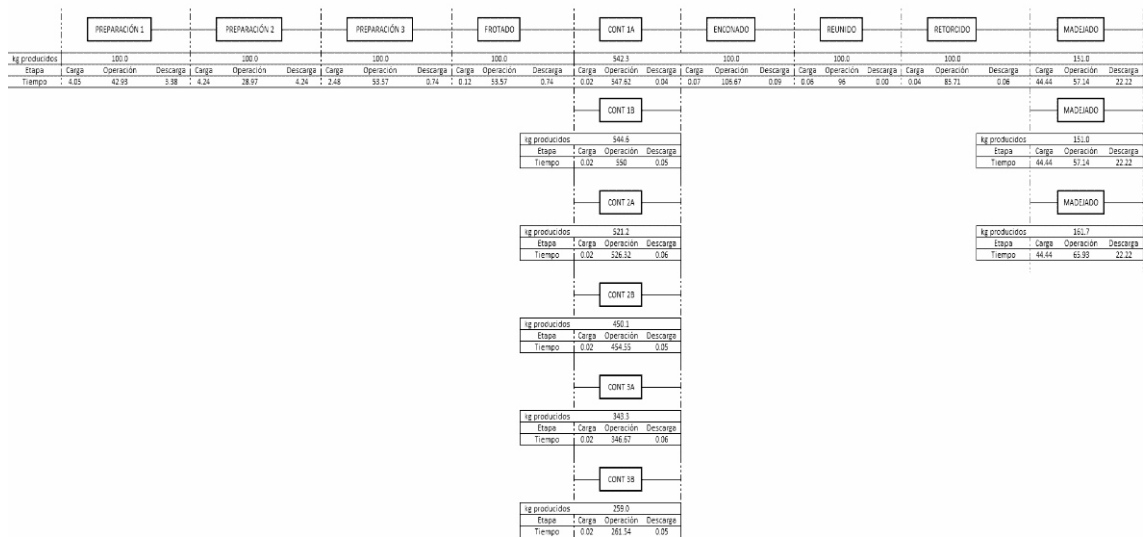 PREPARACIÓN 1 PREPARACIÓN 2 PREPARACIÓN 3 FROTADO CONT 1A ENCONADO REUNIDO RETORCIDO MADEJADO
kg producidos 100.0 100.0 100.0 100.0 542.3 100.0 100.0 100.0 151.0
Etapa Carga Operación Descarga Carga Operación Descarga Carga Operación Descarga Carga Operación Descarga Carga Operación Descarga Carga Operación Descarga Carga Operación Descarga Carga Operación Descarga Carga Operación Descarga
Tiempo 4.05 42.93 5.38 4.24 28.97 4.24 2.48 53.57 0.74 0.12 53.57 0.74 0.02 547.62 0.04 0.07 106.67 0.09 0.06 96 0.00 0.04 85.71 0.06 44.44 57.14 22.22
CONT 1B MADEJADO
kg producidos 544.6 kg producidos 151.0
Etapa Carga Operación Descarga Etapa Carga Operación Descarga
Tiempo 0.02 550 0.05 Tiempo 44.44 57.14 22.22
CONT 2A MADEJADO
kg producidos 521.2 kg producidos 161.7
Etapa Carga Operación Descarga Etapa Carga Operación Descarga
Tiempo 0.02 526.32 0.06 Tiempo 44.44 65.93 22.22
CONT 2B
kg producidos 450.1
Etapa Carga Operación Descarga
Tiempo 0.02 454.55 0.05
CONT 3A
kg producidos 343.3
Etapa Carga Operación Descarga
Tiempo 0.02 346.67 0.06
CONT 3B
kg producidos 259.0
Etapa Carga Operación Descarga
Tiempo 0.02 261.54 0.05